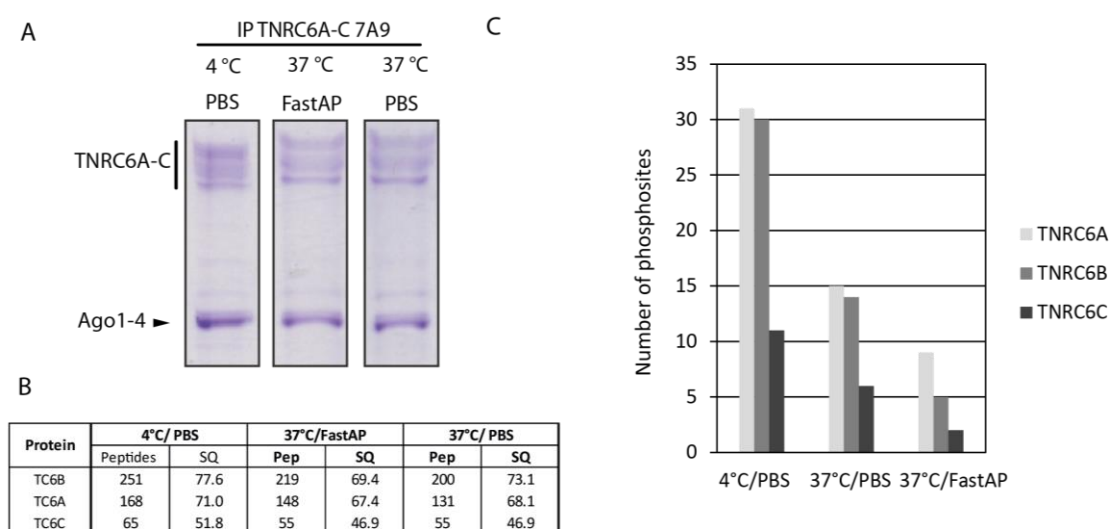 A
IP TNRC6A-C 7A9
4 °C 37 °C 37 °C
PBS FastAP PBS
TNRC6A-C
Ago1-4
B
Protein 4°C/ PBS 37°C/FastAP 37°C/ PBS
Peptides SQ Pep SQ Pep SQ
TC6B 251 77.6 219 69.4 200 73.1
TC6A 168 71.0 148 67.4 131 68.1
TC6C 65 51.8 55 46.9 55 46.9
C
Number of phosphosites
35
30
25
20
15
10
5
0
4°C/PBS 37°C/PBS 37°C/FastAP
TNRC6A
TNRC6B
TNRC6C